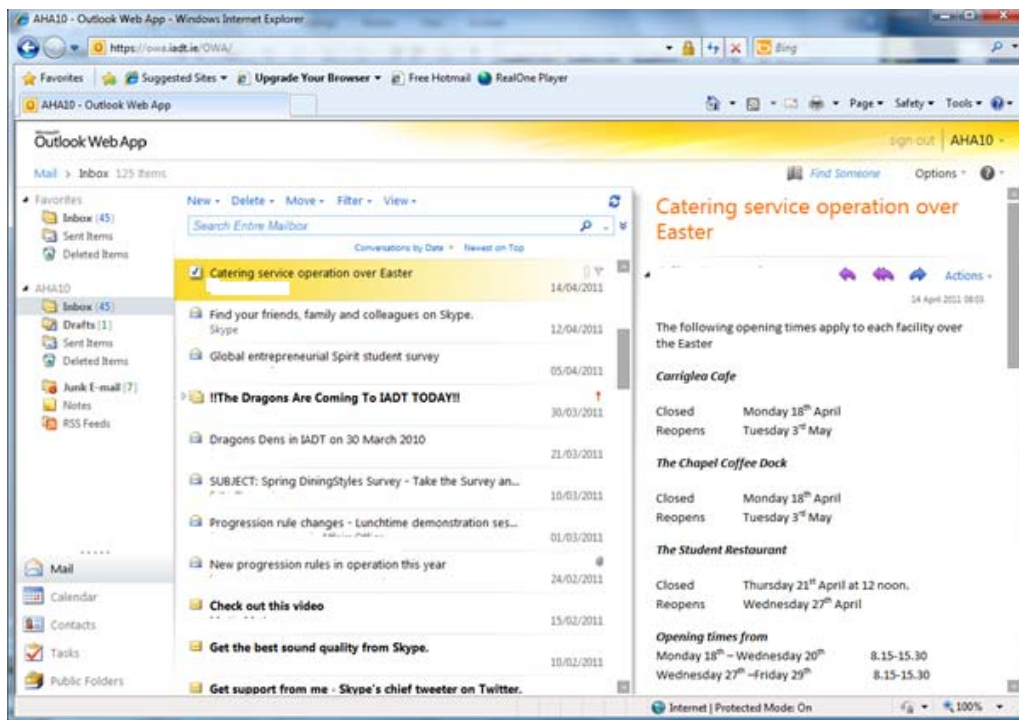 AHA10 - Outlook Web App - Windows Internet Explorer
https://owa.iadt.ie/OWA/
Bing
Favorites Suggested Sites Upgrade Your Browser Free Hotmail RealOne Player
AHA10 - Outlook Web App
Page Safety Tools
Microsoft
Outlook Web App
sign out AHA10
Mail > Inbox 125 Items
Find Someone Options
Favorites
Inbox (45)
Sent Items
Deleted Items
AHA10
Inbox (45)
Drafts [1]
Sent Items
Deleted Items
Junk E-mail (7)
Notes
RSS Feeds
Mail
Calendar
Contacts
Tasks
Public Folders
New Delete Move Filter View
Search Entire Mailbox
Conversations by Date Newest on Top
Catering service operation over Easter
14/04/2011
Find your friends, family and colleagues on Skype.
Skype 12/04/2011
Global entrepreneurial Spirit student survey
05/04/2011
!!The Dragons Are Coming To IADT TODAY!!
30/03/2011
Dragons Dens in IADT on 30 March 2010
21/03/2011
SUBJECT: Spring DiningStyles Survey - Take the Survey an...
10/03/2011
Progression rule changes - Lunchtime demonstration ses...
01/03/2011
New progression rules in operation this year
24/02/2011
Check out this video
15/02/2011
Get the best sound quality from Skype.
10/02/2011
Get support from me - Skype's chief tweeter on Twitter.
Catering service operation over
Easter
Actions
14 April 2011 08:03
The following opening times apply to each facility over
the Easter
Carriglea Cafe
Closed Monday 18th April
Reopens Tuesday 3rd May
The Chapel Coffee Dock
Closed Monday 18th April
Reopens Tuesday 3rd May
The Student Restaurant
Closed Thursday 21st April at 12 noon.
Reopens Wednesday 27th April
Opening times from
Monday 18th – Wednesday 20th 8.15-15.30
Wednesday 27th –Friday 29th 8.15-15.30
Internet | Protected Mode: On 100%